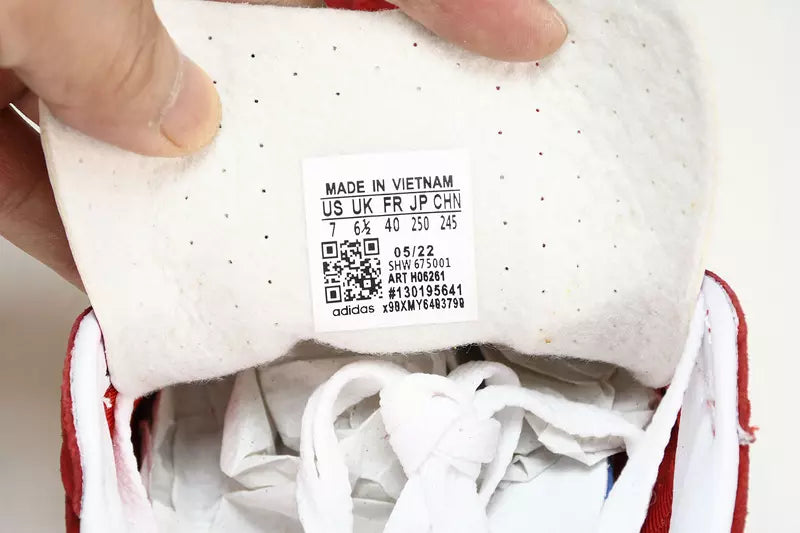 MADE IN VIETNAM
US UK FR JP CHN
7 6½ 40 250 245
05/22
SHW 675001
ART H06261
#130195641
adidas x9BXMY6483799